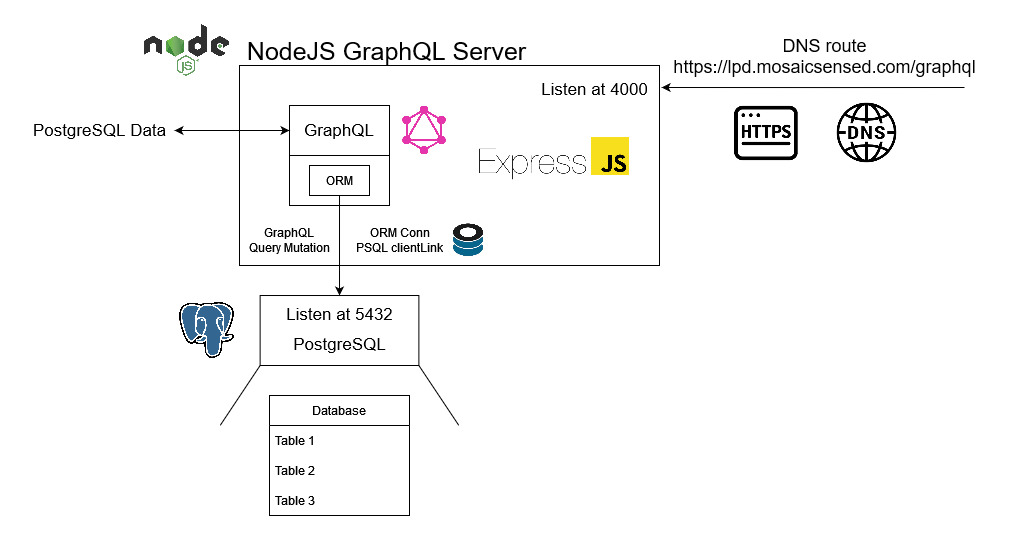 node
JS
NodeJS GraphQL Server
DNS route
https://lpd.mosaicsensed.com/graphql
Listen at 4000
HTTPS
DNS
PostgreSQL Data
GraphQL
Express
JS
ORM
GraphQL
Query Mutation
ORM Conn
PSQL clientLink
Listen at 5432
PostgreSQL
Database
Table 1
Table 2
Table 3